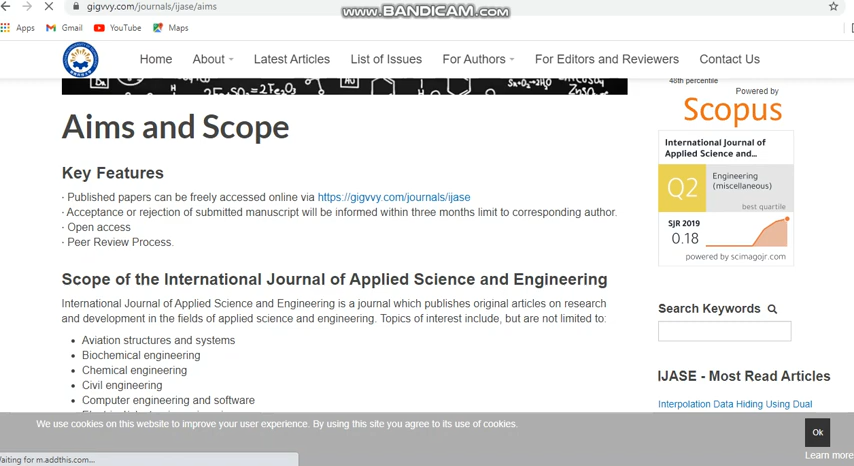 gigvvy.com/journals/ijase/aims
WWW.BANDICAM.COM
Apps Gmail YouTube Maps
Home About Latest Articles List of Issues For Authors For Editors and Reviewers Contact Us
2Fe+SO₂=2Fe₂O₃
Aims and Scope
Key Features
· Published papers can be freely accessed online via https://gigvvy.com/journals/ijase
· Acceptance or rejection of submitted manuscript will be informed within three months limit to corresponding author.
· Open access
· Peer Review Process.
Scope of the International Journal of Applied Science and Engineering
International Journal of Applied Science and Engineering is a journal which publishes original articles on research
and development in the fields of applied science and engineering. Topics of interest include, but are not limited to:
• Aviation structures and systems
• Biochemical engineering
• Chemical engineering
• Civil engineering
• Computer engineering and software
48th percentile
Powered by
Scopus
International Journal of
Applied Science and...
Q2
Engineering
(miscellaneous)
best quartile
SJR 2019
0.18
powered by scimagojr.com
Search Keywords
IJASE - Most Read Articles
Interpolation Data Hiding Using Dual
We use cookies on this website to improve your user experience. By using this site you agree to its use of cookies.
Ok
Learn more
Waiting for m.addthis.com...